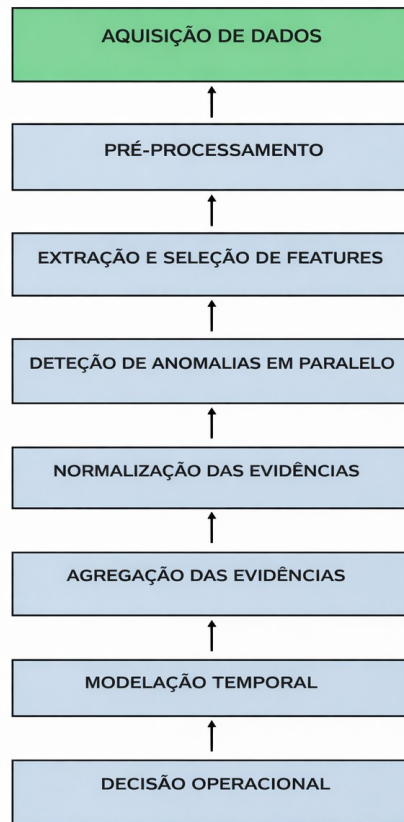 AQUISIÇÃO DE DADOS
PRÉ-PROCESSAMENTO
EXTRAÇÃO E SELEÇÃO DE FEATURES
DETEÇÃO DE ANOMALIAS EM PARALELO
NORMALIZAÇÃO DAS EVIDÊNCIAS
AGREGAÇÃO DAS EVIDÊNCIAS
MODELAÇÃO TEMPORAL
DECISÃO OPERACIONAL